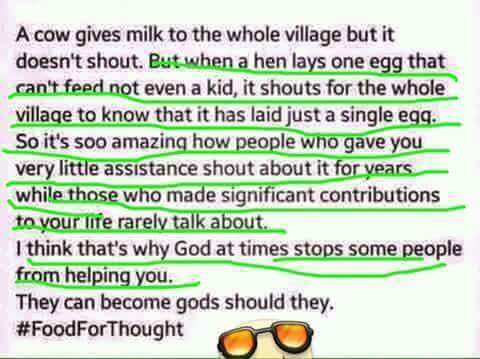 A cow gives milk to the whole village but it
doesn't shout. But when a hen lays one egg that
can't feed not even a kid, it shouts for the whole
village to know that it has laid just a single egg.
So it's soo amazing how people who gave you
very little assistance shout about it for years
while those who made significant contributions
to your life rarely talk about.
I think that's why God at times stops some people
from helping you.
They can become gods should they.
#FoodForThought